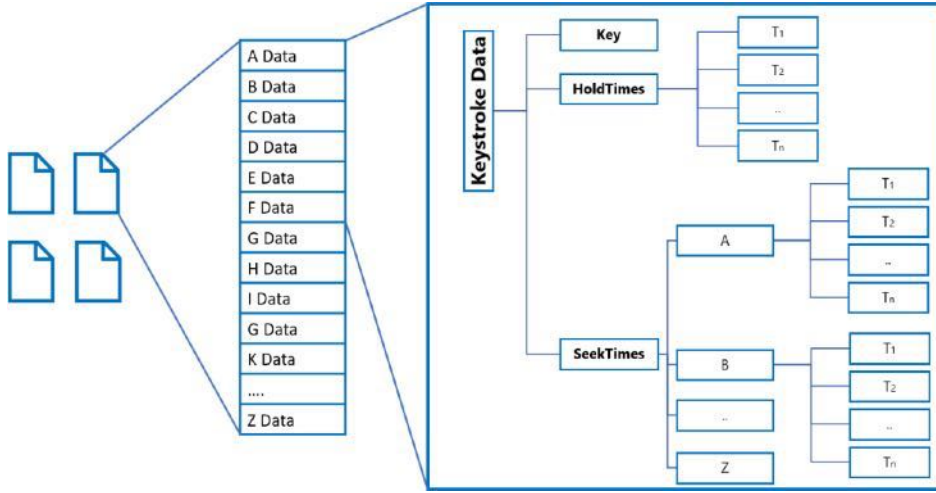 A Data
B Data
C Data
D Data
E Data
F Data
G Data
H Data
I Data
G Data
K Data
....
Z Data
Keystroke Data
Key
HoldTimes
T1
T2
..
Tn
SeekTimes
A
T1
T2
..
Tn
B
T1
T2
..
Tn
..
Z